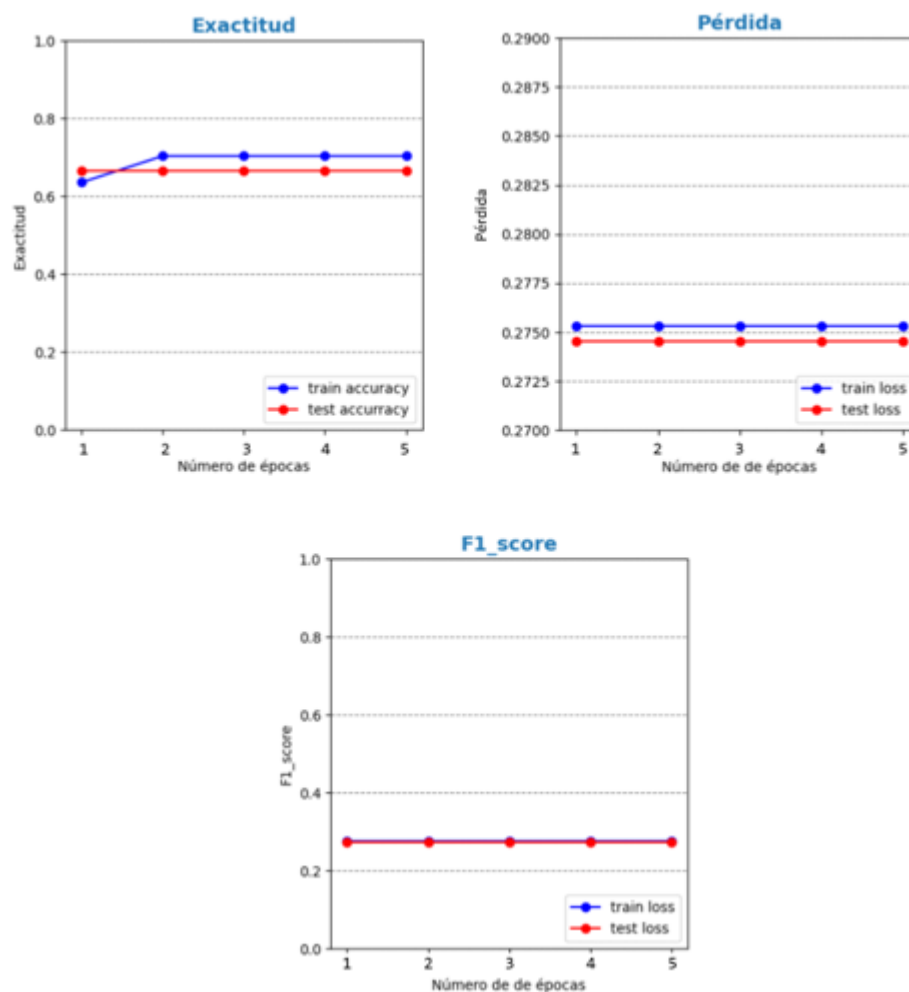 Exactitud
1.0
0.8
0.6
0.4
0.2
0.0
Exactitud
train accuracy
test accurracy
1 2 3 4 5
Número de épocas
Pérdida
0.2900
0.2875
0.2850
0.2825
0.2800
0.2775
0.2750
0.2725
0.2700
Pérdida
train loss
test loss
1 2 3 4 5
Número de de épocas
F1_score
1.0
0.8
0.6
0.4
0.2
0.0
F1_score
train loss
test loss
1 2 3 4 5
Número de de épocas